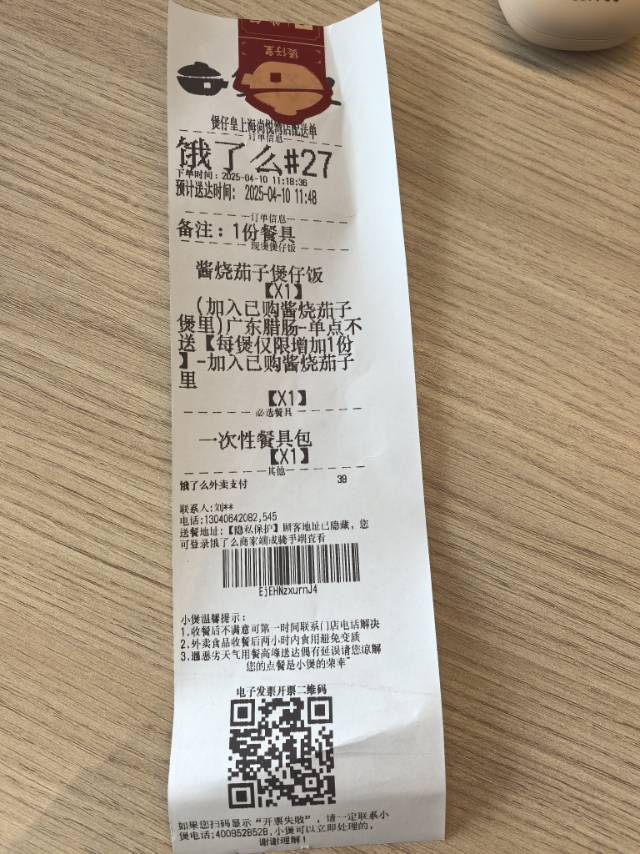 煲仔皇
煲仔皇上海尚悦湾店配送单
订单信息
饿了么#27
下单时间：2025-04-10 11:18:36
预计送达时间： 2025-04-10 11:48
订单信息
备注：1份餐具
现煲煲仔饭
酱烧茄子煲仔饭
【X1】
(加入已购酱烧茄子
煲里)广东腊肠-单点不
送【每煲仅限增加1份
】-加入已购酱烧茄子
里
【X1】
必选餐具
一次性餐具包
【X1】
其他
饿了么外卖支付 39
联系人:刘**
电话:13040642082,545
送餐地址:【隐私保护】顾客地址已隐藏，您
可登录饿了么商家端或骑手端查看
EjEHNzxurnJ4
小煲温馨提示：
1.收餐后不满意可第一时间联系门店电话解决
2.外卖食品收餐后两小时内食用避免变质
3.遇恶劣天气用餐高峰送达偶有延误请您谅解
您的点餐是小煲的荣幸
电子发票开票二维码
如果您扫码显示“开票失败”，请一定联系小
煲电话:4009528528,小煲可以立即处理的，
谢谢理解！